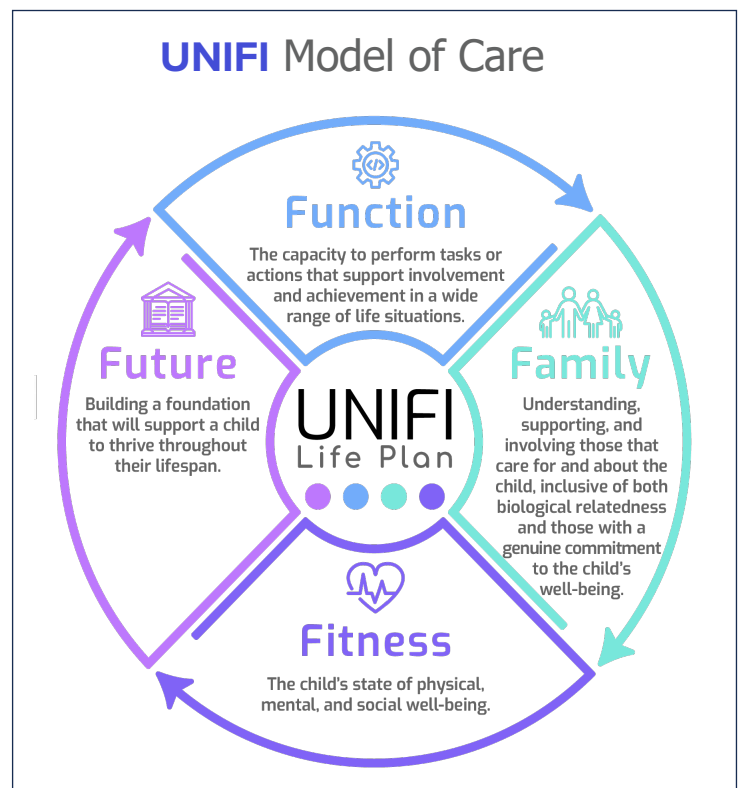 UNIFI Model of Care
Function
The capacity to perform tasks or
actions that support involvement
and achievement in a wide
range of life situations.
Future
Building a foundation
that will support a child
to thrive throughout
their lifespan.
UNIFI
Life Plan
Family
Understanding,
supporting, and
involving those that
care for and about the
child, inclusive of both
biological relatedness
and those with a
genuine commitment
to the child's
well-being.
Fitness
The child's state of physical,
mental, and social well-being.